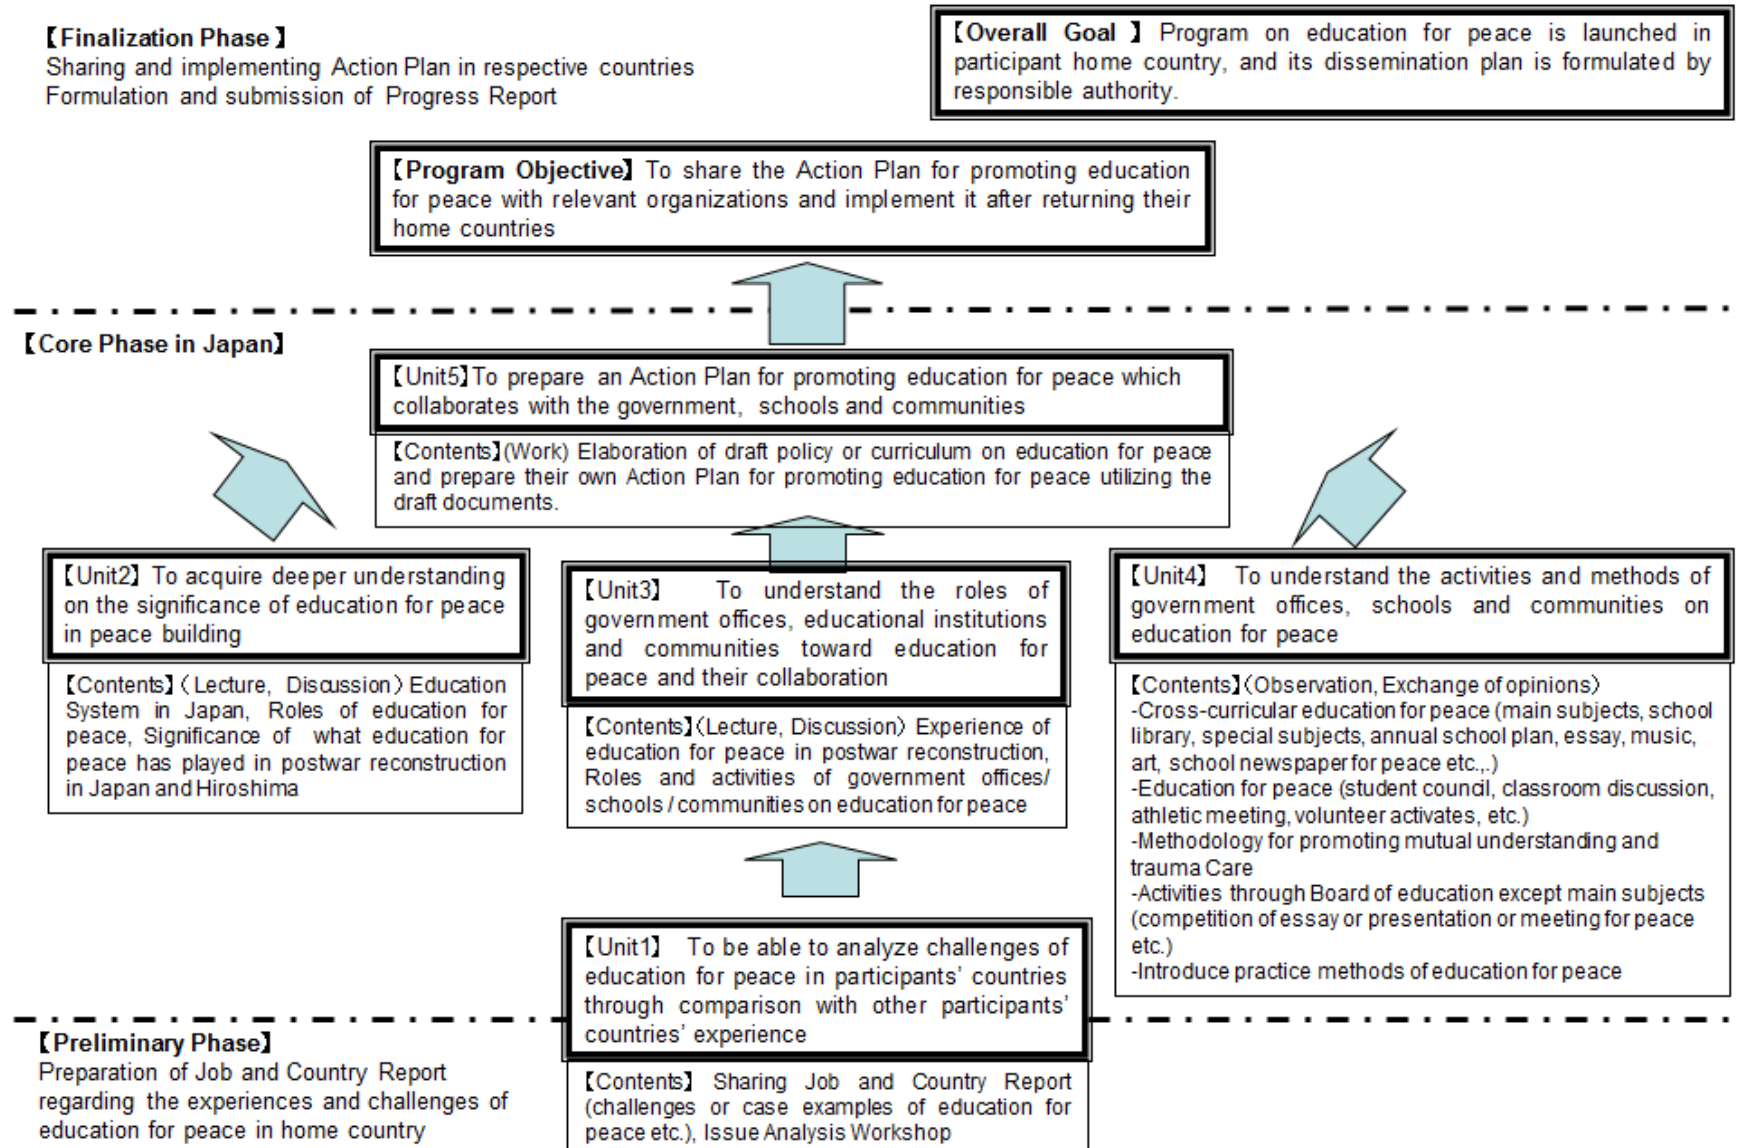 【Finalization Phase】
Sharing and implementing Action Plan in respective countries
Formulation and submission of Progress Report
【Overall Goal 】 Program on education for peace is launched in
participant home country, and its dissemination plan is formulated by
responsible authority.
【Program Objective】 To share the Action Plan for promoting education
for peace with relevant organizations and implement it after returning their
home countries
【Core Phase in Japan】
【Unit5】To prepare an Action Plan for promoting education for peace which
collaborates with the government, schools and communities
【Contents】(Work) Elaboration of draft policy or curriculum on education for peace
and prepare their own Action Plan for promoting education for peace utilizing the
draft documents.
【Unit2】 To acquire deeper understanding
on the significance of education for peace
in peace building
【Contents】（Lecture, Discussion）Education
System in Japan, Roles of education for
peace, Significance of what education for
peace has played in postwar reconstruction
in Japan and Hiroshima
【Unit3】 To understand the roles of
government offices, educational institutions
and communities toward education for
peace and their collaboration
【Contents】（Lecture, Discussion）Experience of
education for peace in postwar reconstruction,
Roles and activities of government offices/
schools / communities on education for peace
【Unit4】 To understand the activities and methods of
government offices, schools and communities on
education for peace
【Contents】（Observation, Exchange of opinions）
-Cross-curricular education for peace (main subjects, school
library, special subjects, annual school plan, essay, music,
art, school newspaper for peace etc.,.)
-Education for peace (student council, classroom discussion,
athletic meeting, volunteer activates, etc.)
-Methodology for promoting mutual understanding and
trauma Care
-Activities through Board of education except main subjects
(competition of essay or presentation or meeting for peace
etc.)
-Introduce practice methods of education for peace
【Unit1】 To be able to analyze challenges of
education for peace in participants’ countries
through comparison with other participants’
countries’ experience
【Contents】 Sharing Job and Country Report
(challenges or case examples of education for
peace etc.), Issue Analysis Workshop
【Preliminary Phase】
Preparation of Job and Country Report
regarding the experiences and challenges of
education for peace in home country